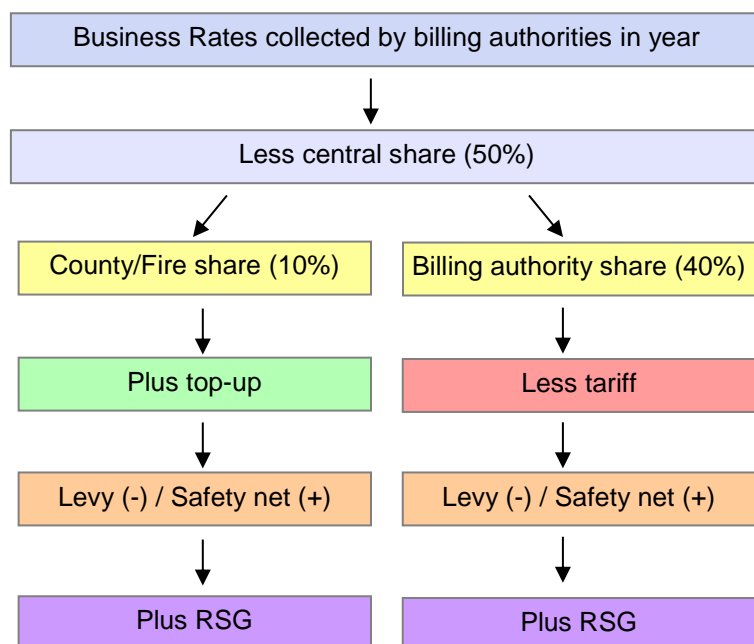 Business Rates collected by billing authorities in year
Less central share (50%)
County/Fire share (10%)
Billing authority share (40%)
Plus top-up
Less tariff
Levy (-) / Safety net (+)
Levy (-) / Safety net (+)
Plus RSG
Plus RSG